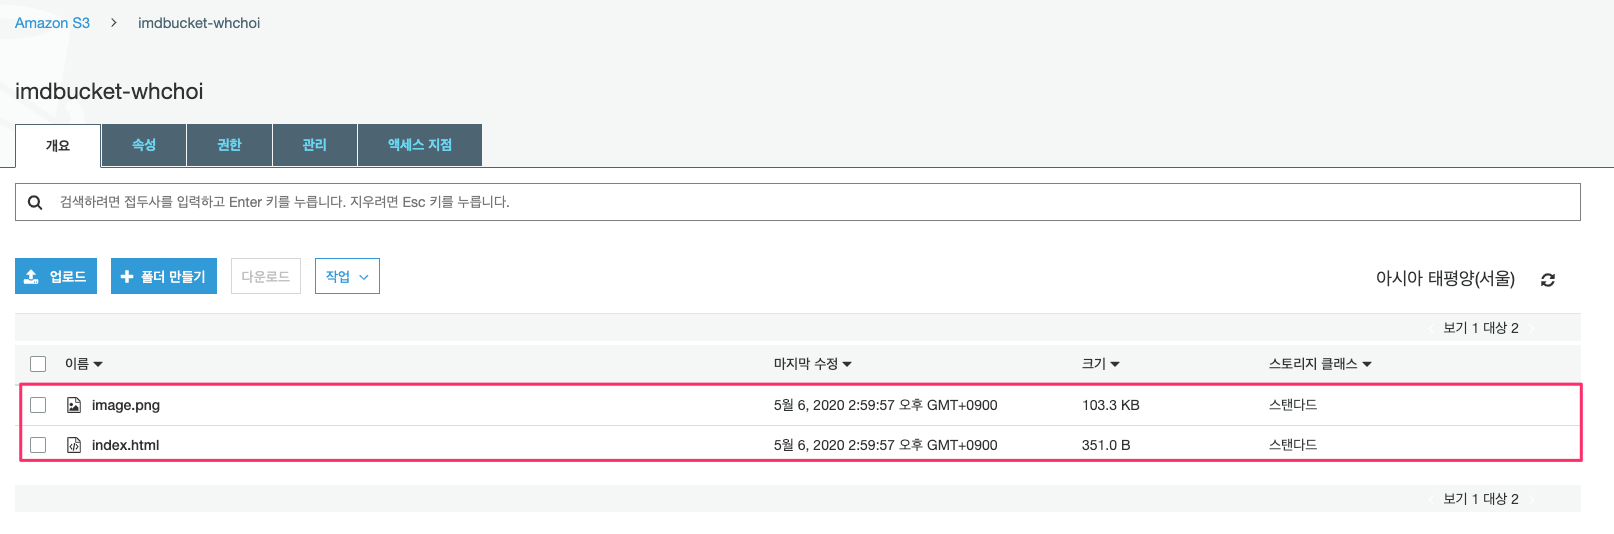 Amazon S3 > imdbucket-whchoi
imdbucket-whchoi
개요 속성 권한 관리 액세스 지점
검색하려면 접두사를 입력하고 Enter 키를 누릅니다. 지우려면 Esc 키를 누릅니다.
업로드 + 폴더 만들기 다운로드 작업 아시아 태평양(서울)
보기 1 대상 2
이름 마지막 수정 크기 스토리지 클래스
image.png 5월 6, 2020 2:59:57 오후 GMT+0900 103.3 KB 스탠다드
index.html 5월 6, 2020 2:59:57 오후 GMT+0900 351.0 B 스탠다드
보기 1 대상 2